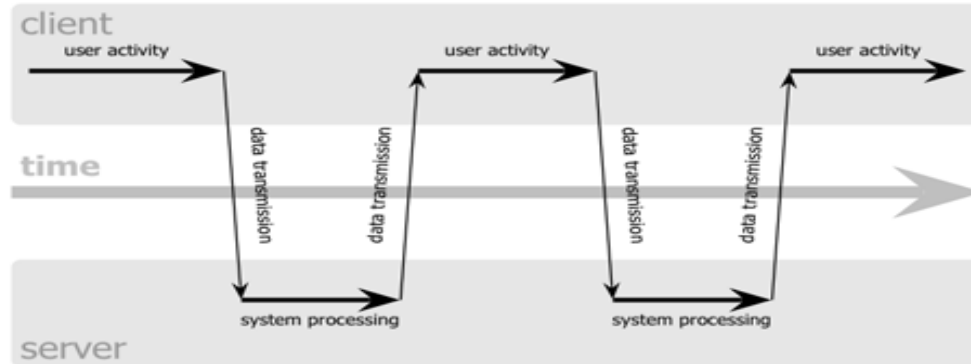 client
user activity
user activity
user activity
data transmission
data transmission
data transmission
data transmission
time
system processing
system processing
server